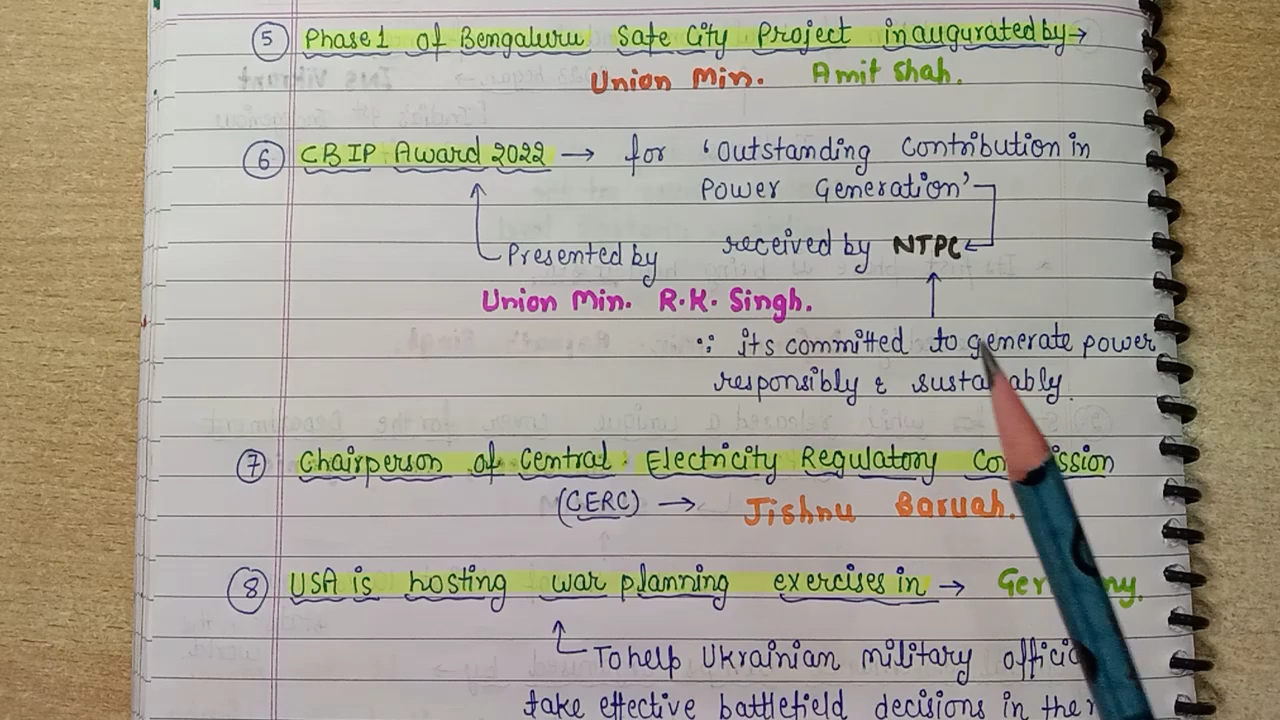 5 Phase 1 of Bengaluru Safe City Project inaugurated by →
Union Min. Amit Shah.
6 CBIP Award 2022 → for 'Outstanding Contribution in
Power Generation'
Presented by received by NTPC
Union Min. R.K. Singh.
∵ its committed to generate power
responsibly & sustainably.
7 Chairperson of Central Electricity Regulatory Commission
(CERC) → Jishnu Baruah.
8 USA is hosting war planning exercises in → Germany.
To help Ukrainian military
take effective battlefield decisions in the